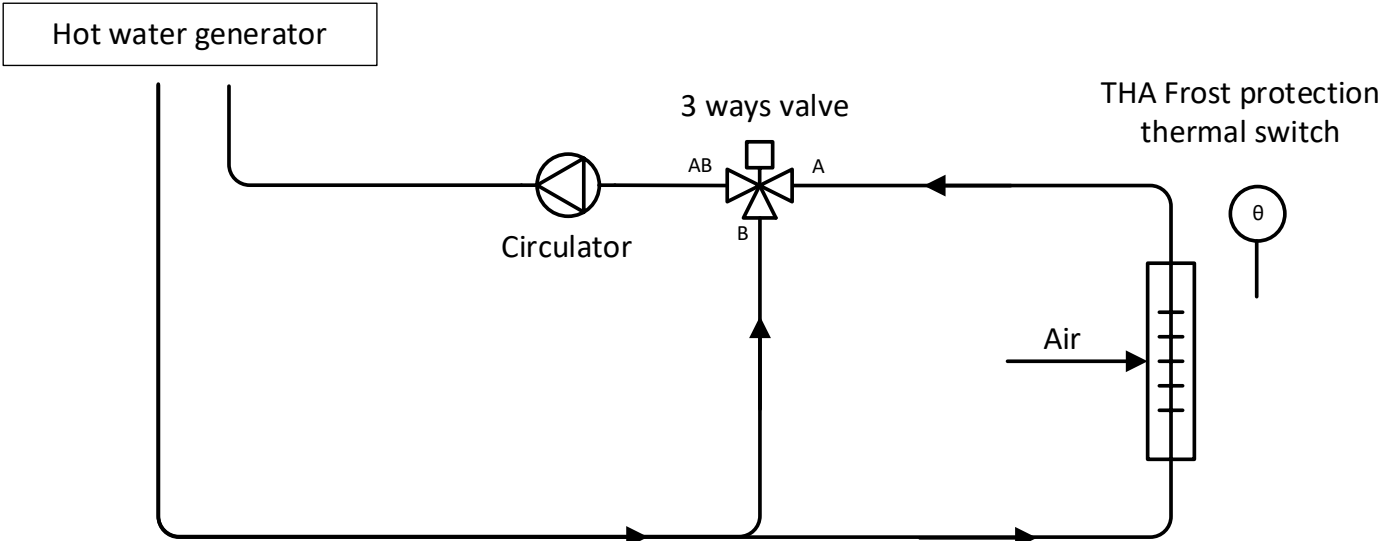 Hot water generator
3 ways valve
THA Frost protection
thermal switch
AB
A
θ
B
Circulator
Air